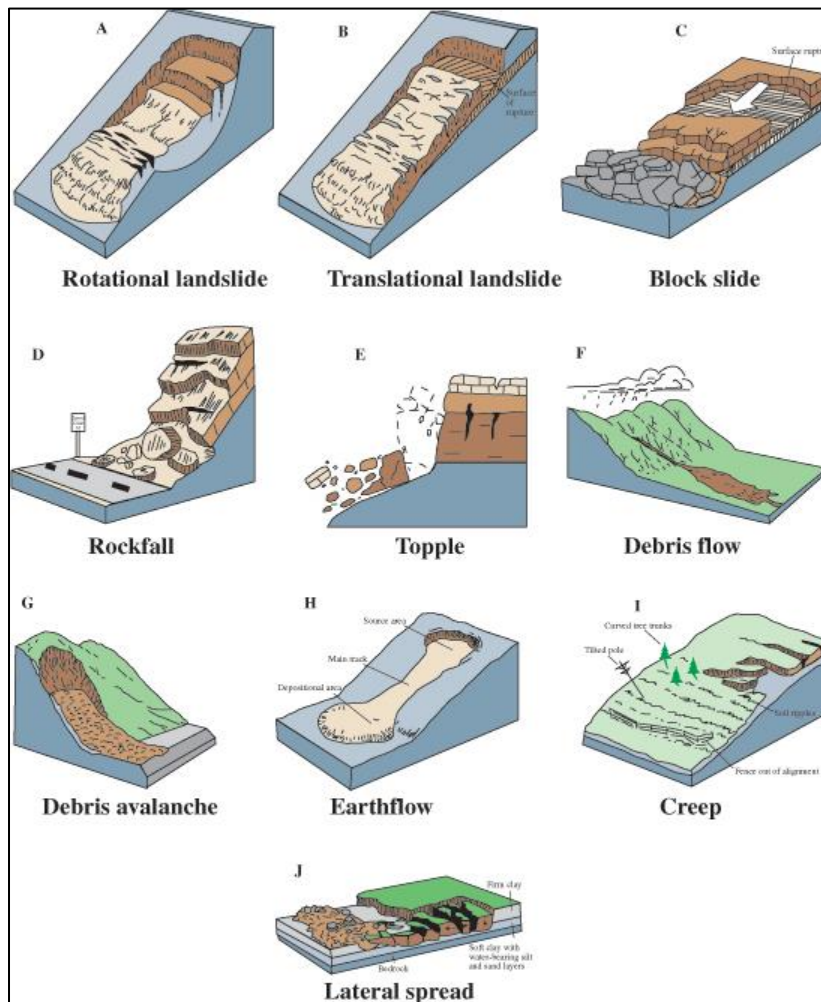 A
B
C
Surface
of
rupture
Rotational landslide
Translational landslide
Block slide
D
E
F
Rockfall
Topple
Debris flow
G
H
I
Source area
Main track
Depositional area
Curved tree trunks
Tilted pole
Soil ripples
Fence out of alignment
Debris avalanche
Earthflow
Creep
J
Firm clay
Soft clay with
water-bearing silt
and sand layers
Bedrock
Lateral spread